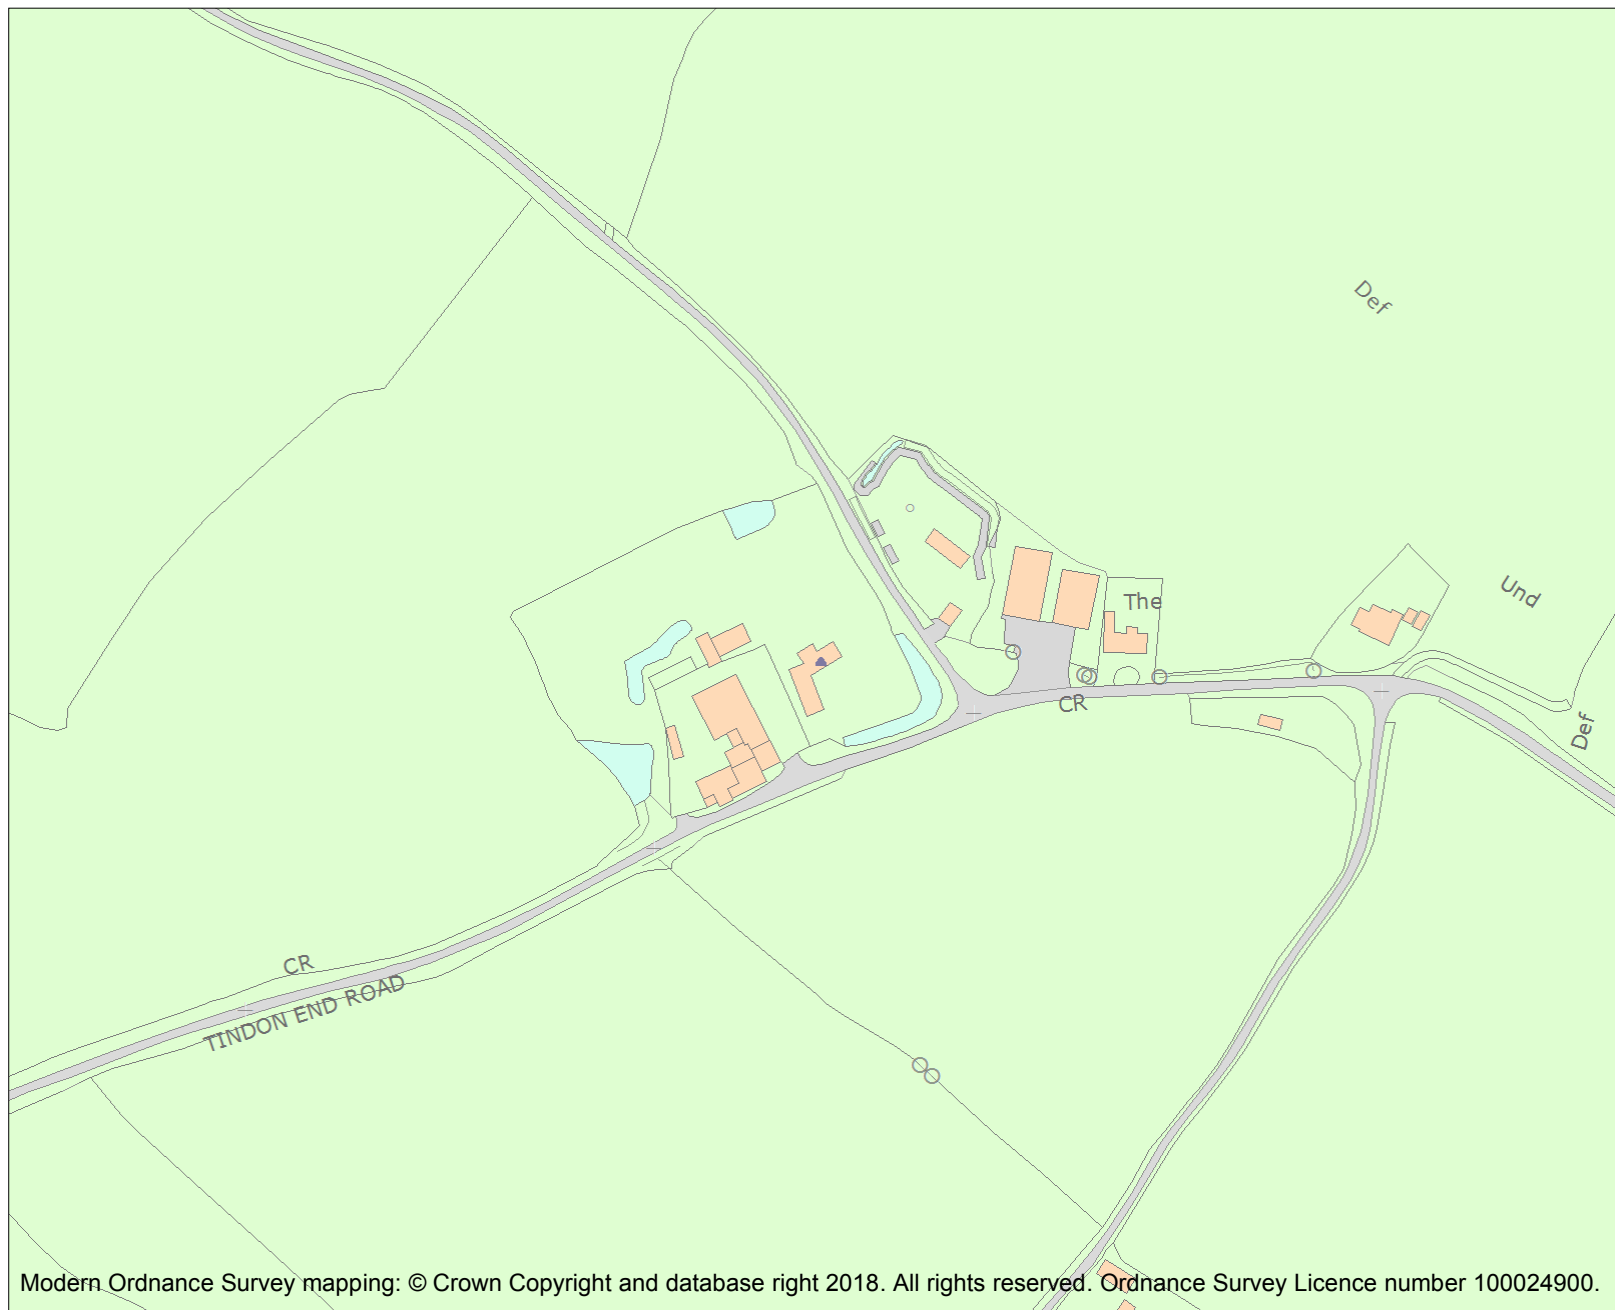 Def
Und
The
CR
Def
CR
TINDON END ROAD
Modern Ordnance Survey mapping: © Crown Copyright and database right 2018. All rights reserved. Ordnance Survey Licence number 100024900.